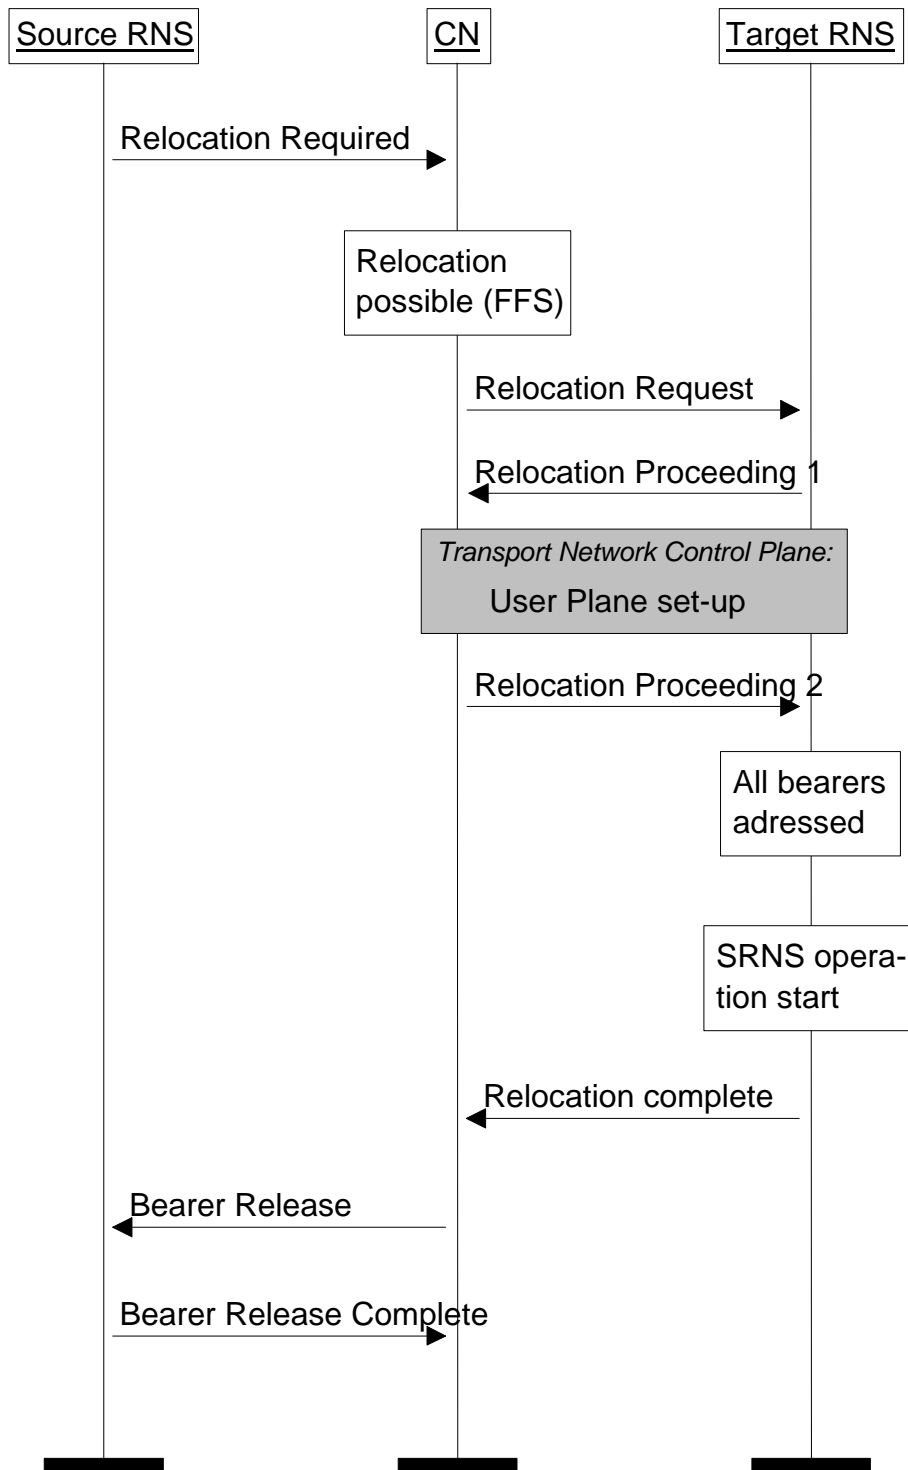 Source RNS
CN
Target RNS
Relocation Required
Relocation
possible (FFS)
Relocation Request
Relocation Proceeding 1
Transport Network Control Plane:
User Plane set-up
Relocation Proceeding 2
All bearers
adressed
SRNS opera-
tion start
Relocation complete
Bearer Release
Bearer Release Complete